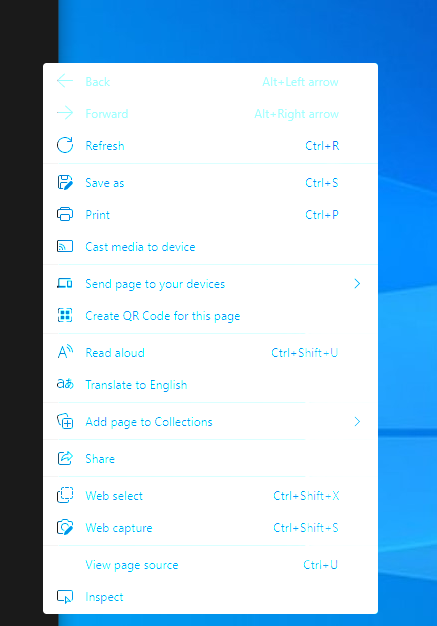 Back Alt+Left arrow
Forward Alt+Right arrow
Refresh Ctrl+R
Save as Ctrl+S
Print Ctrl+P
Cast media to device
Send page to your devices
Create QR Code for this page
Read aloud Ctrl+Shift+U
Translate to English
Add page to Collections
Share
Web select Ctrl+Shift+X
Web capture Ctrl+Shift+S
View page source Ctrl+U
Inspect